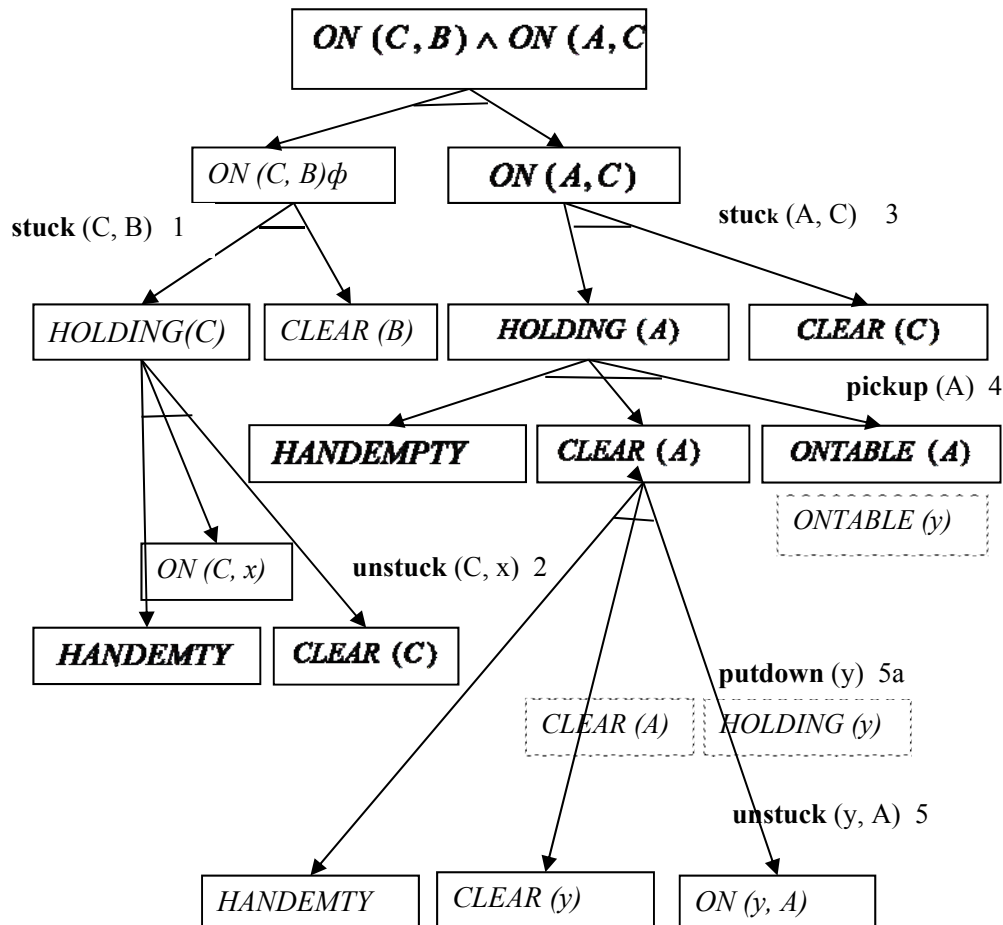 ON (C, B) ∧ ON (A, C
ON (C, B)ф
ON (A, C)
stuck (C, B) 1
stuck (A, C) 3
HOLDING(C)
CLEAR (B)
HOLDING (A)
CLEAR (C)
pickup (A) 4
HANDEMPTY
CLEAR (A)
ONTABLE (A)
ONTABLE (y)
ON (C, x)
unstuck (C, x) 2
HANDEMTY
CLEAR (C)
putdown (y) 5a
CLEAR (A)
HOLDING (y)
unstuck (y, A) 5
HANDEMTY
CLEAR (y)
ON (y, A)